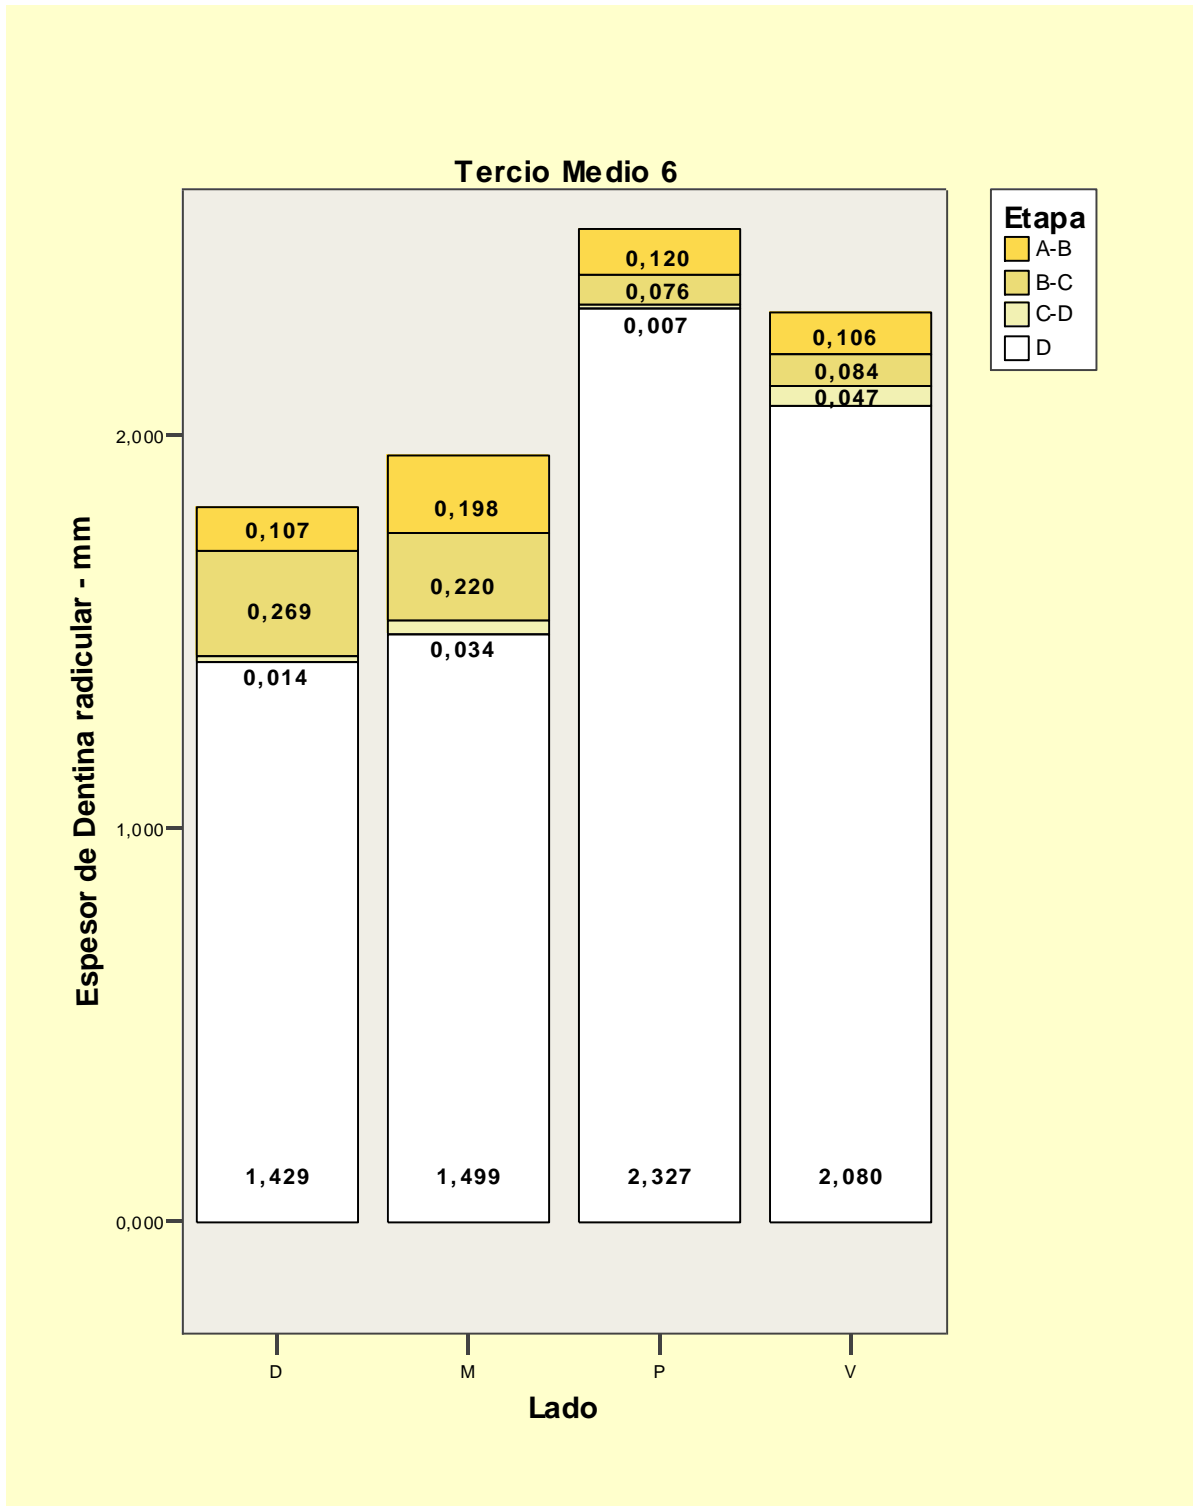 Tercio Medio 6
Etapa
A-B
B-C
C-D
D
Espesor de Dentina radicular - mm
2,000
1,000
0,000
0,107
0,269
0,014
1,429
0,198
0,220
0,034
1,499
0,120
0,076
0,007
2,327
0,106
0,084
0,047
2,080
D
M
P
V
Lado